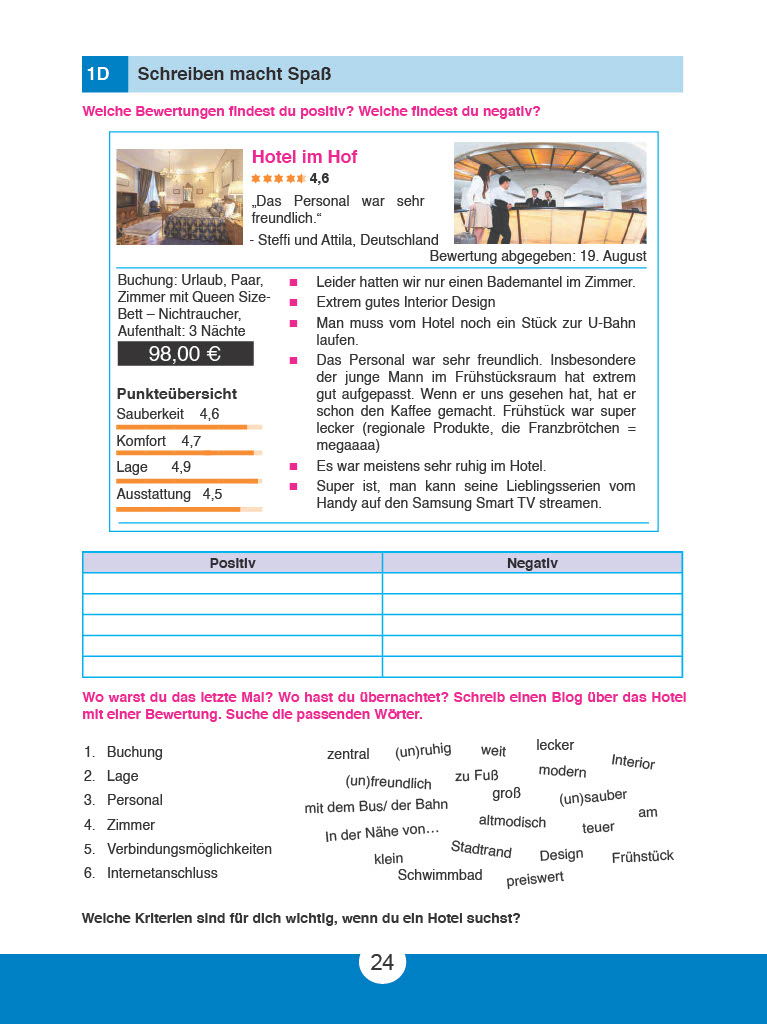 1D Schreiben macht Spaß
Welche Bewertungen findest du positiv? Welche findest du negativ?
Hotel im Hof
4,6
„Das Personal war sehr
freundlich.“
- Steffi und Attila, Deutschland
Bewertung abgegeben: 19. August
Buchung: Urlaub, Paar,
Zimmer mit Queen Size-
Bett – Nichtraucher,
Aufenthalt: 3 Nächte
98,00 €
Punkteübersicht
Sauberkeit 4,6
Komfort 4,7
Lage 4,9
Ausstattung 4,5
Leider hatten wir nur einen Bademantel im Zimmer.
Extrem gutes Interior Design
Man muss vom Hotel noch ein Stück zur U-Bahn
laufen.
Das Personal war sehr freundlich. Insbesondere
der junge Mann im Frühstücksraum hat extrem
gut aufgepasst. Wenn er uns gesehen hat, hat er
schon den Kaffee gemacht. Frühstück war super
lecker (regionale Produkte, die Franzbrötchen =
megaaaa)
Es war meistens sehr ruhig im Hotel.
Super ist, man kann seine Lieblingsserien vom
Handy auf den Samsung Smart TV streamen.
Positiv Negativ
Wo warst du das letzte Mal? Wo hast du übernachtet? Schreib einen Blog über das Hotel
mit einer Bewertung. Suche die passenden Wörter.
1. Buchung
2. Lage
3. Personal
4. Zimmer
5. Verbindungsmöglichkeiten
6. Internetanschluss
zentral (un)ruhig weit lecker
Interior
(un)freundlich zu Fuß modern
mit dem Bus/ der Bahn groß (un)sauber
In der Nähe von… altmodisch teuer am
klein Stadtrand Design Frühstück
Schwimmbad preiswert
Welche Kriterien sind für dich wichtig, wenn du ein Hotel suchst?
24